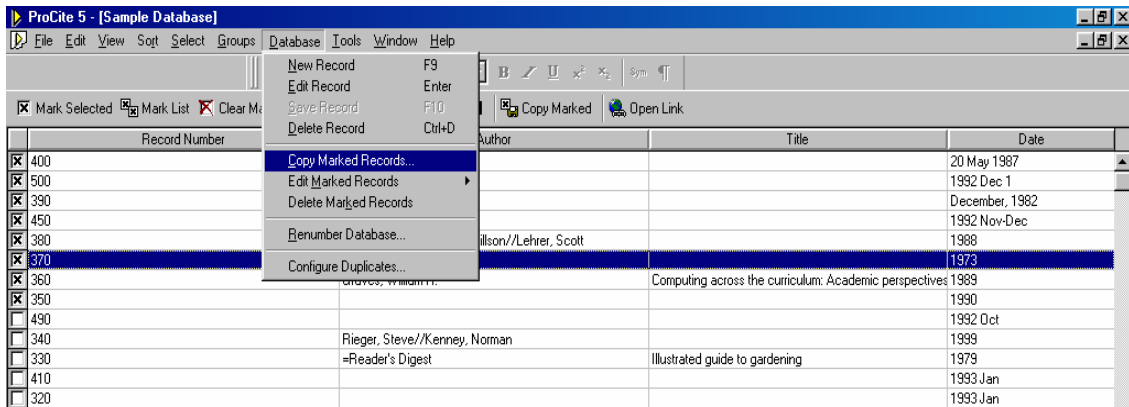 ProCite 5 - [Sample Database]
File Edit View Sort Select Groups Database Tools Window Help
New Record F9
B I U x² x₂ Sym ¶
Edit Record Enter
Mark Selected Mark List Clear Ma Save Record F10 Copy Marked Open Link
Delete Record Ctrl+D
Record Number Author Title Date
400 Copy Marked Records... 20 May 1987
500 Edit Marked Records 1992 Dec 1
390 Delete Marked Records December, 1982
450 1992 Nov-Dec
380 Renumber Database... illson//Lehrer, Scott 1988
370 1973
Configure Duplicates...
360 Graves, William H. Computing across the curriculum: Academic perspectives 1989
350 1990
490 1992 Oct
340 Rieger, Steve//Kenney, Norman 1999
330 =Reader's Digest Illustrated guide to gardening 1979
410 1993 Jan
320 1993 Jan